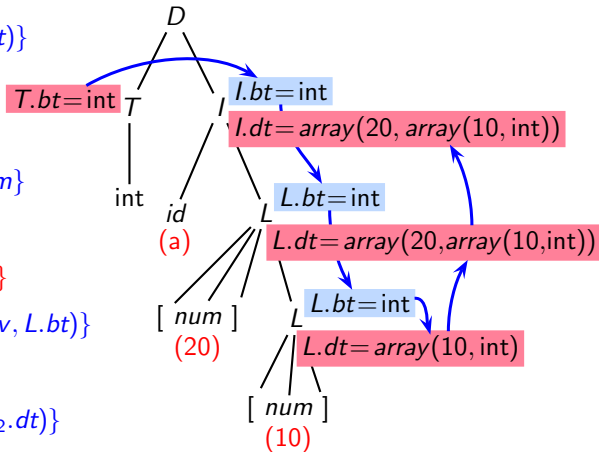 D
t)}
T.bt=int T I I.bt=int
I.dt=array(20, array(10, int))
m}
int id L L.bt=int
(a)
L.dt=array(20,array(10,int))
}
[ num ] L L.bt=int
v, L.bt)}
(20)
L.dt=array(10, int)
[ num ]
₂.dt)}
(10)